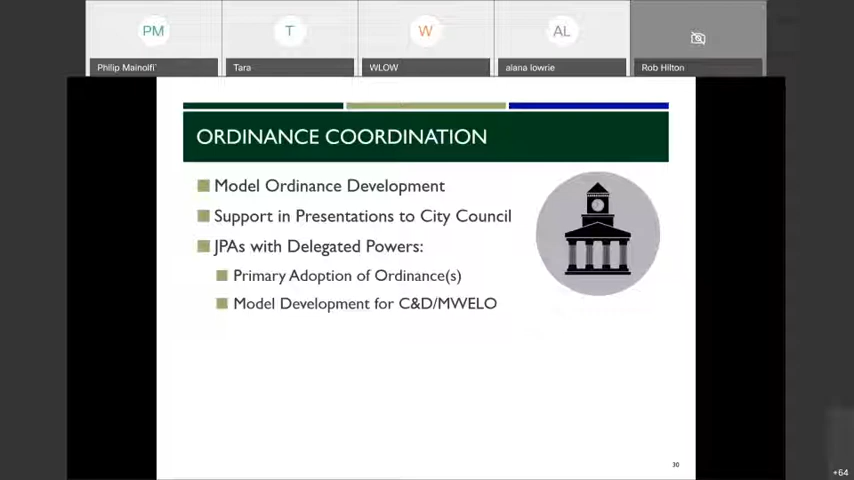 PM
T
W
AL
Philip Mainolfi
Tara
WLOW
alana lowrie
Rob Hilton
ORDINANCE COORDINATION
Model Ordinance Development
Support in Presentations to City Council
JPAs with Delegated Powers:
Primary Adoption of Ordinance(s)
Model Development for C&D/MWELO
30
+64